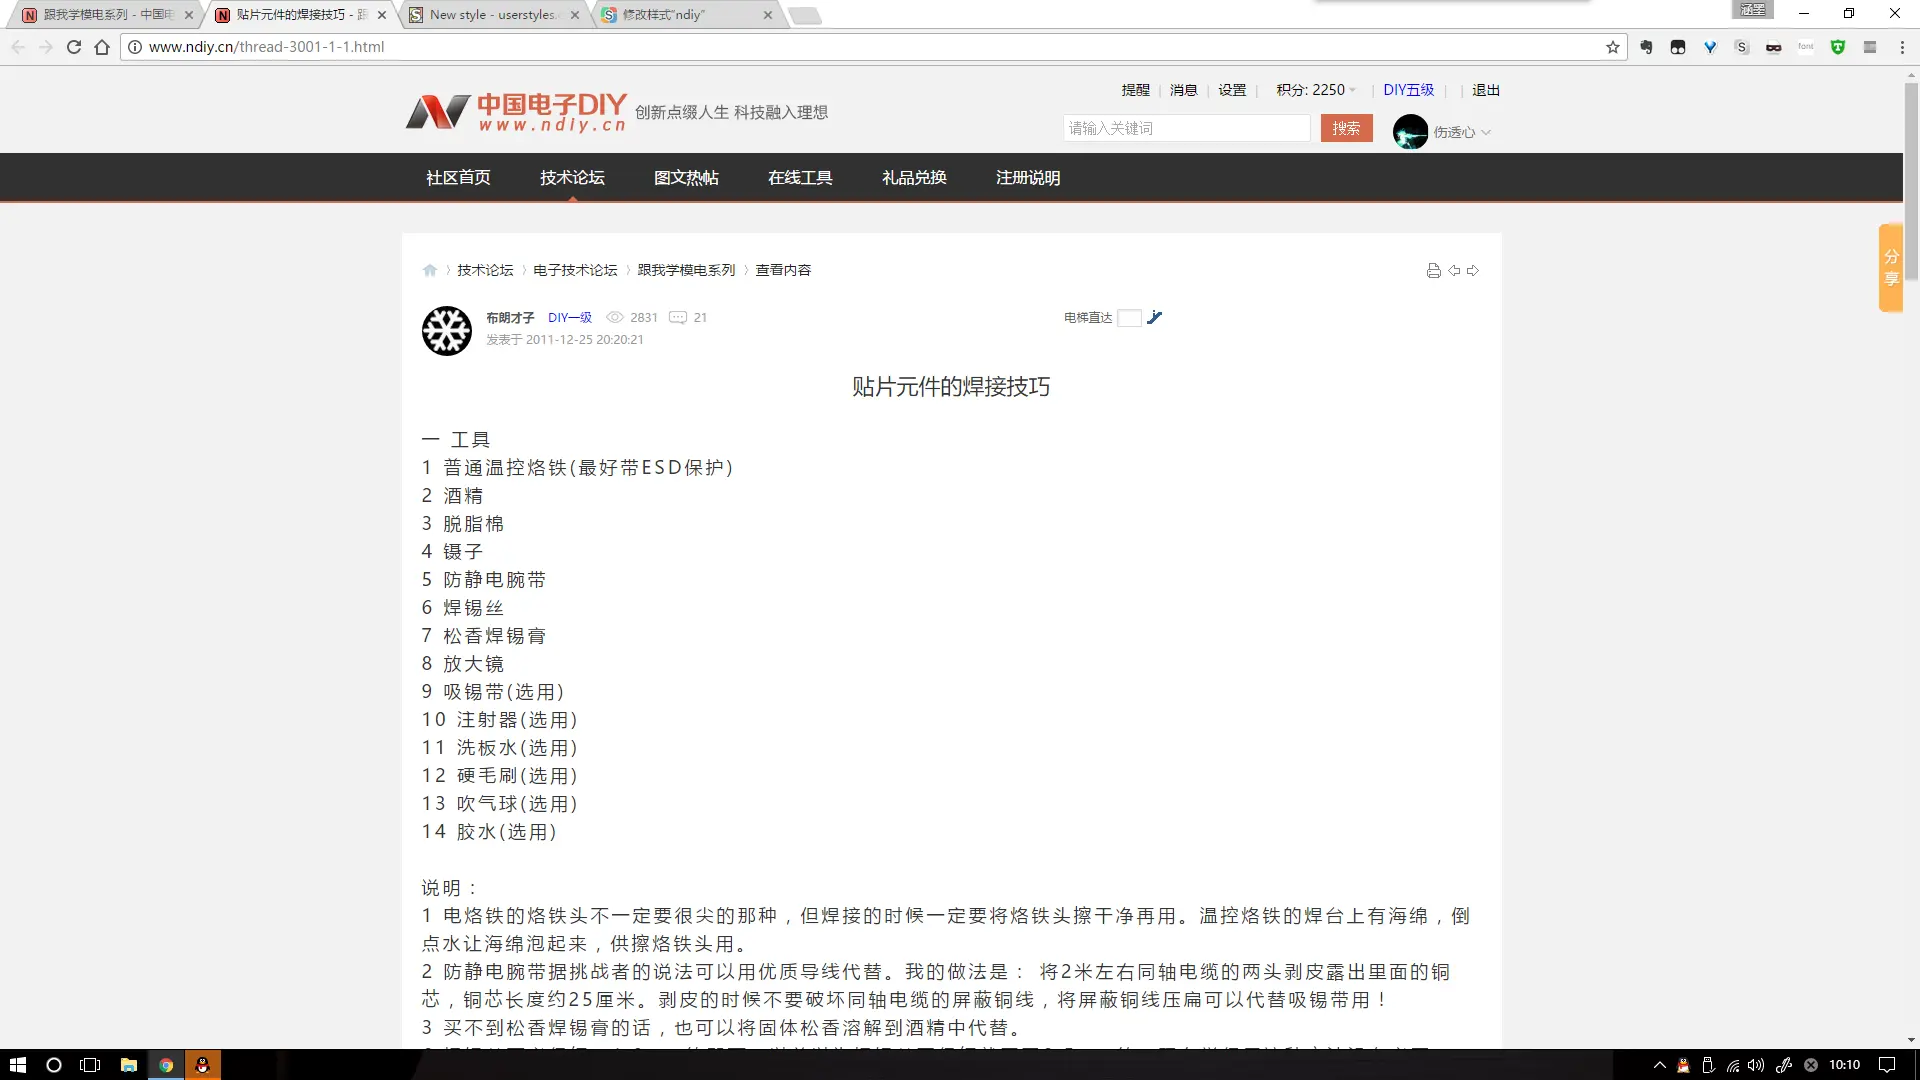 跟我学模电系列 - 中国电
贴片元件的焊接技巧 - 跟
New style - userstyles.
修改样式"ndiy"
涵墨
www.ndiy.cn/thread-3001-1-1.html
中国电子DIY
www.ndiy.cn
创新点缀人生 科技融入理想
提醒 消息 设置 积分: 2250 DIY五级 退出
请输入关键词 搜索 伤透心
社区首页 技术论坛 图文热帖 在线工具 礼品兑换 注册说明
分享
技术论坛 〉 电子技术论坛 〉 跟我学模电系列 〉 查看内容
布朗才子 DIY一级 2831 21
电梯直达
发表于 2011-12-25 20:20:21
贴片元件的焊接技巧
一 工具
1 普通温控烙铁(最好带ESD保护)
2 酒精
3 脱脂棉
4 镊子
5 防静电腕带
6 焊锡丝
7 松香焊锡膏
8 放大镜
9 吸锡带(选用)
10 注射器(选用)
11 洗板水(选用)
12 硬毛刷(选用)
13 吹气球(选用)
14 胶水(选用)
说明：
1 电烙铁的烙铁头不一定要很尖的那种，但焊接的时候一定要将烙铁头擦干净再用。温控烙铁的焊台上有海绵，倒
点水让海绵泡起来，供擦烙铁头用。
2 防静电腕带据挑战者的说法可以用优质导线代替。我的做法是： 将2米左右同轴电缆的两头剥皮露出里面的铜
芯，铜芯长度约25厘米。剥皮的时候不要破坏同轴电缆的屏蔽铜线，将屏蔽铜线压扁可以代替吸锡带用！
3 买不到松香焊锡膏的话，也可以将固体松香溶解到酒精中代替。
10:10